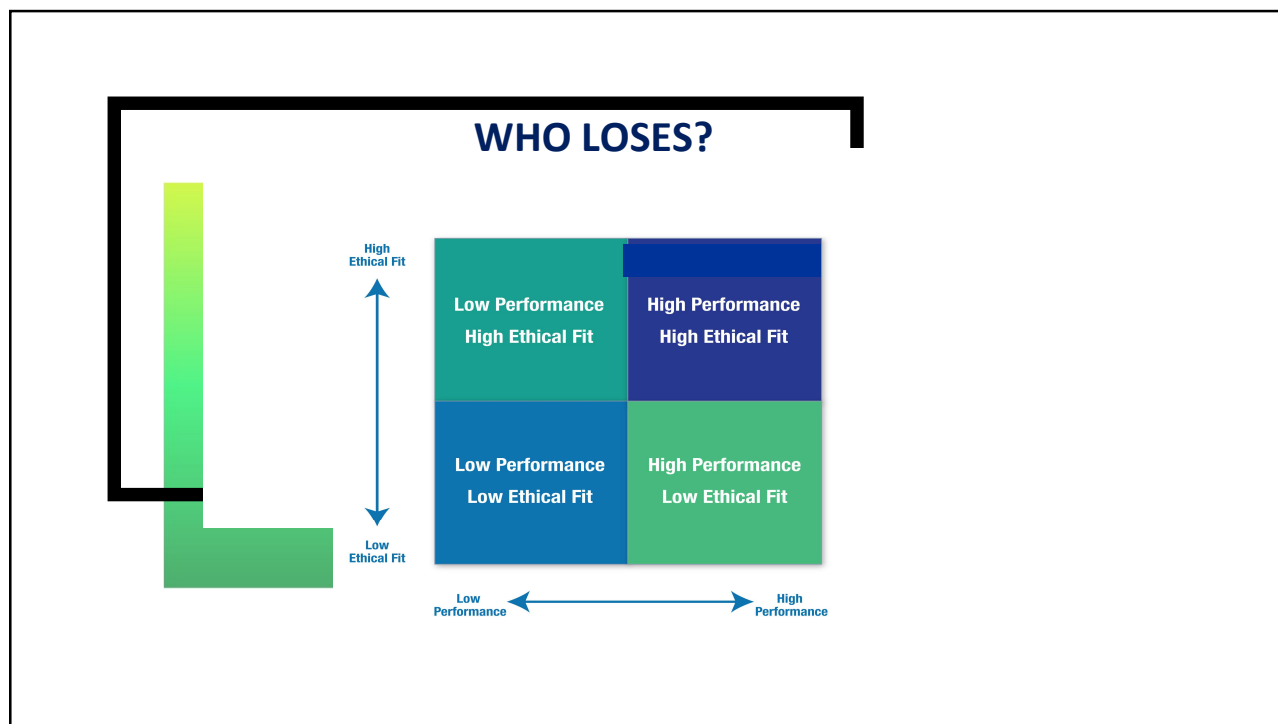 WHO LOSES?
High
Ethical Fit
Low Performance
High Ethical Fit
High Performance
High Ethical Fit
Low Performance
Low Ethical Fit
High Performance
Low Ethical Fit
Low
Ethical Fit
Low
Performance
High
Performance